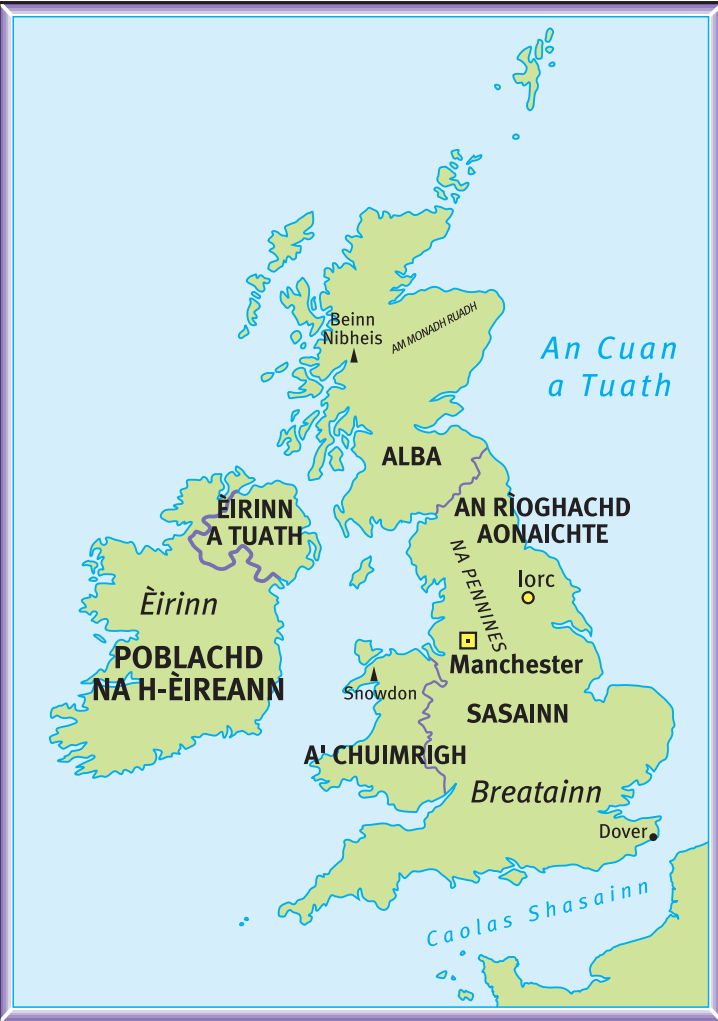 Beinn
Nibheis
AM MONADH RUADH
An Cuan
a Tuath
ALBA
ÈIRINN
A TUATH
AN RÌOGHACHD
AONAICHTE
NA PENNINES
Iorc
Èirinn
POBLACHD
NA H-ÈIREANN
Manchester
Snowdon
SASAINN
A' CHUIMRIGH
Breatainn
Dover
Caolas Shasainn